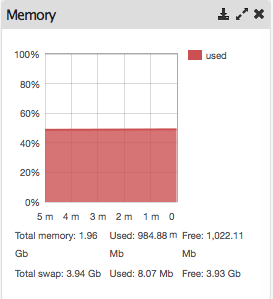 Memory
100%
used
80%
60%
40%
20%
0%
5 m 4 m 3 m 2 m 1 m 0
Total memory: 1.96 Gb
Used: 984.88 m Mb
Free: 1,022.11 Mb
Total swap: 3.94 Gb
Used: 8.07 Mb
Free: 3.93 Gb